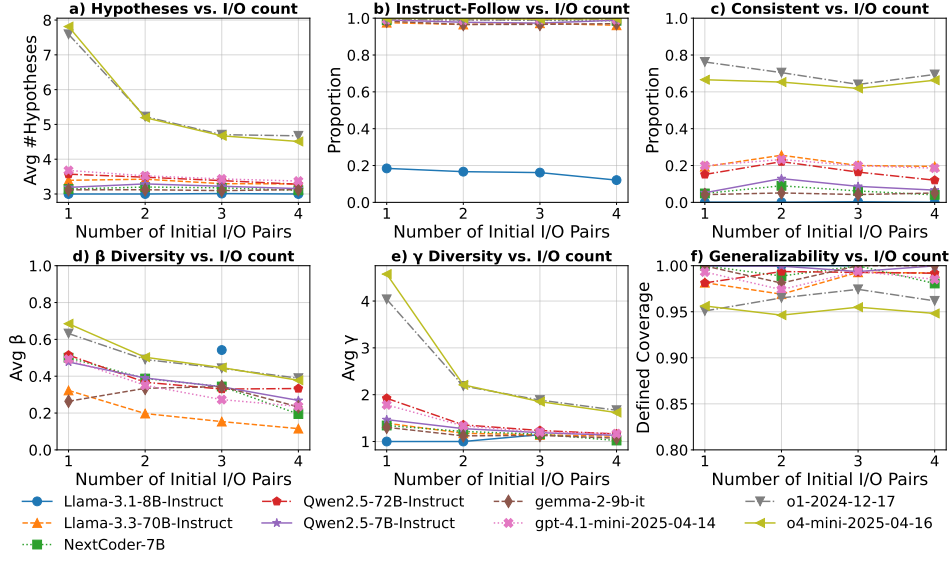 a) Hypotheses vs. I/O count
Avg #Hypotheses
8
7
6
5
4
3
1 2 3 4
Number of Initial I/O Pairs
b) Instruct-Follow vs. I/O count
Proportion
1.0
0.8
0.6
0.4
0.2
0.0
1 2 3 4
Number of Initial I/O Pairs
c) Consistent vs. I/O count
Proportion
1.0
0.8
0.6
0.4
0.2
0.0
1 2 3 4
Number of Initial I/O Pairs
d) β Diversity vs. I/O count
Avg β
1.0
0.8
0.6
0.4
0.2
0.0
1 2 3 4
Number of Initial I/O Pairs
e) γ Diversity vs. I/O count
Avg γ
4
3
2
1
1 2 3 4
Number of Initial I/O Pairs
f) Generalizability vs. I/O count
Defined Coverage
1.00
0.95
0.90
0.85
0.80
1 2 3 4
Number of Initial I/O Pairs
Llama-3.1-8B-Instruct
Llama-3.3-70B-Instruct
NextCoder-7B
Qwen2.5-72B-Instruct
Qwen2.5-7B-Instruct
gemma-2-9b-it
gpt-4.1-mini-2025-04-14
o1-2024-12-17
o4-mini-2025-04-16